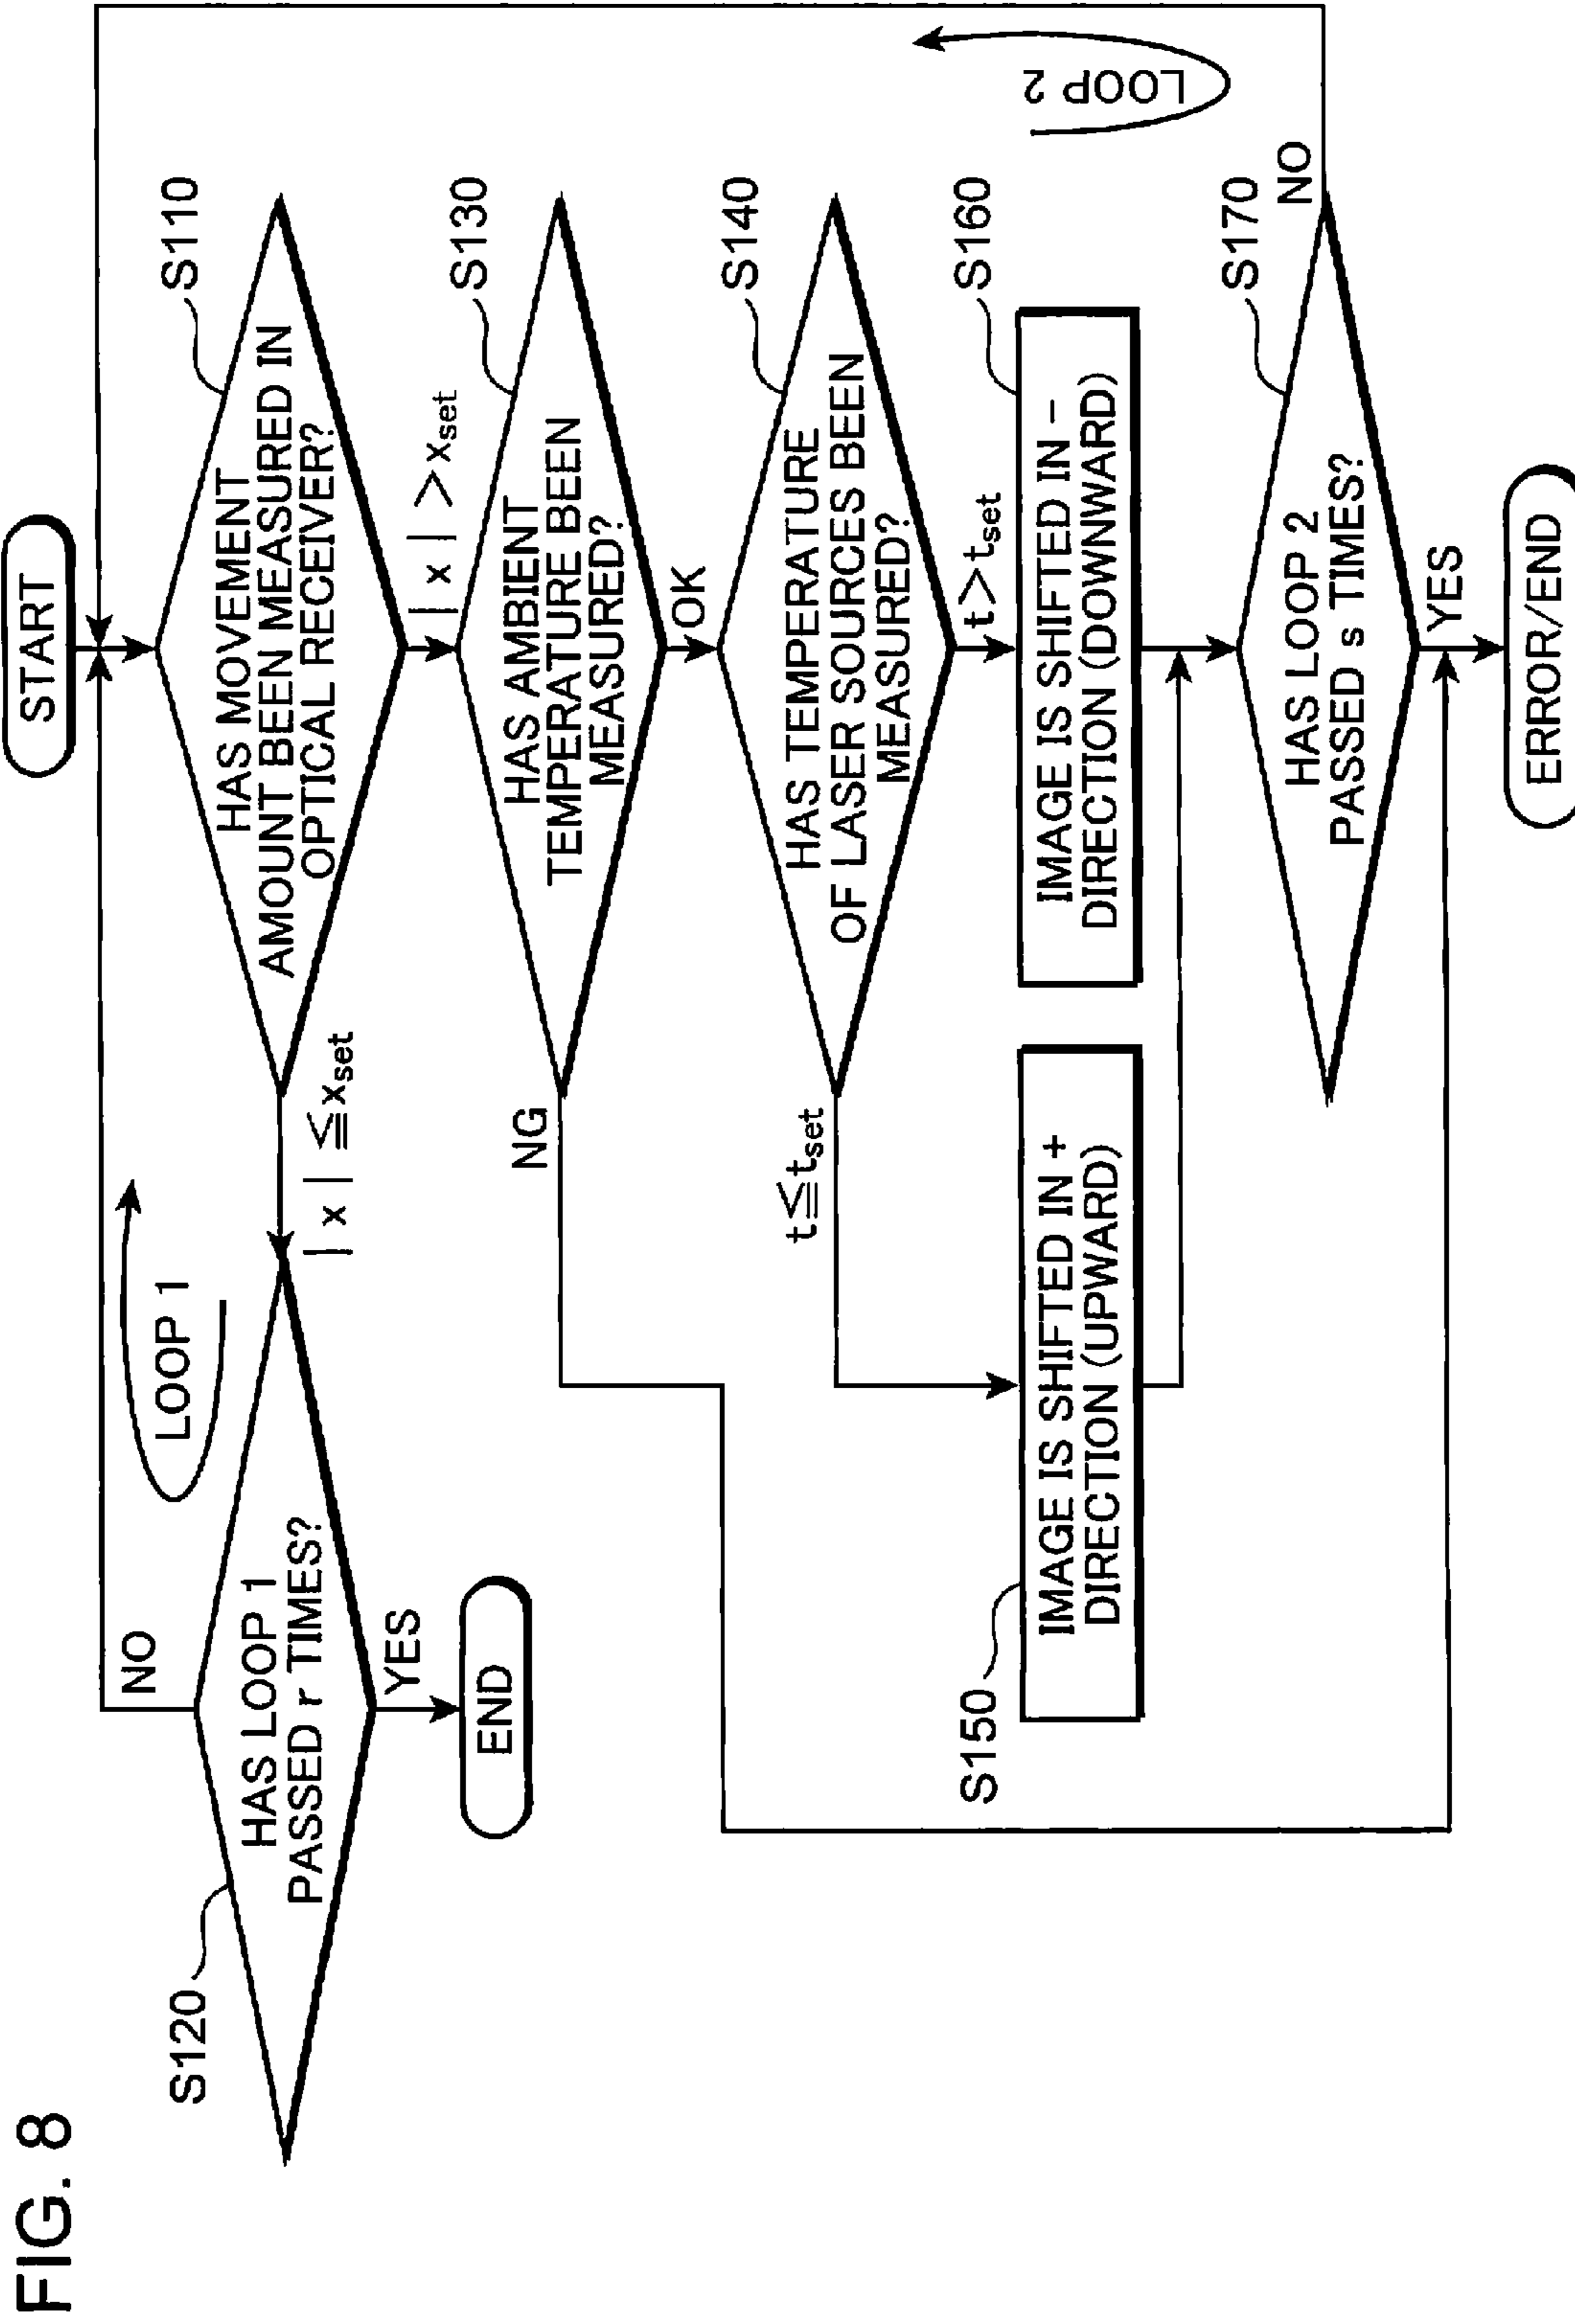 FIG. 8
START
LOOP 1
NO
S120
HAS LOOP 1
PASSED r TIMES?
YES
END
S110
HAS MOVEMENT
AMOUNT BEEN MEASURED IN
OPTICAL RECEIVER?
| x | ≦ xset
| x | > xset
S130
HAS AMBIENT
TEMPERATURE BEEN
MEASURED?
NG
OK
S140
HAS TEMPERATURE
OF LASER SOURCES BEEN
MEASURED?
t≦tset
t>tset
S150
IMAGE IS SHIFTED IN +
DIRECTION (UPWARD)
S160
IMAGE IS SHIFTED IN −
DIRECTION (DOWNWARD)
S170
HAS LOOP 2
PASSED s TIMES?
NO
LOOP 2
YES
ERROR/END